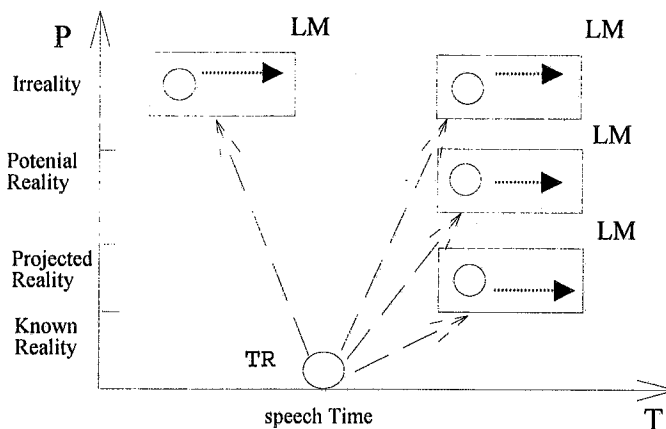 P
LM
LM
Irreality
Potenial
Reality
LM
Projected
Reality
LM
Known
Reality
TR
speech Time
T